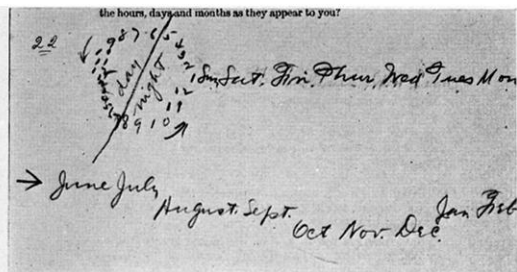 the hours, days and months as they appear to you?
22
day
night
Sun, Sat, Fri. Thur, Wed Tues Mon
→ June July
August. Sept.
Oct Nov. Dec.
Jan Feb